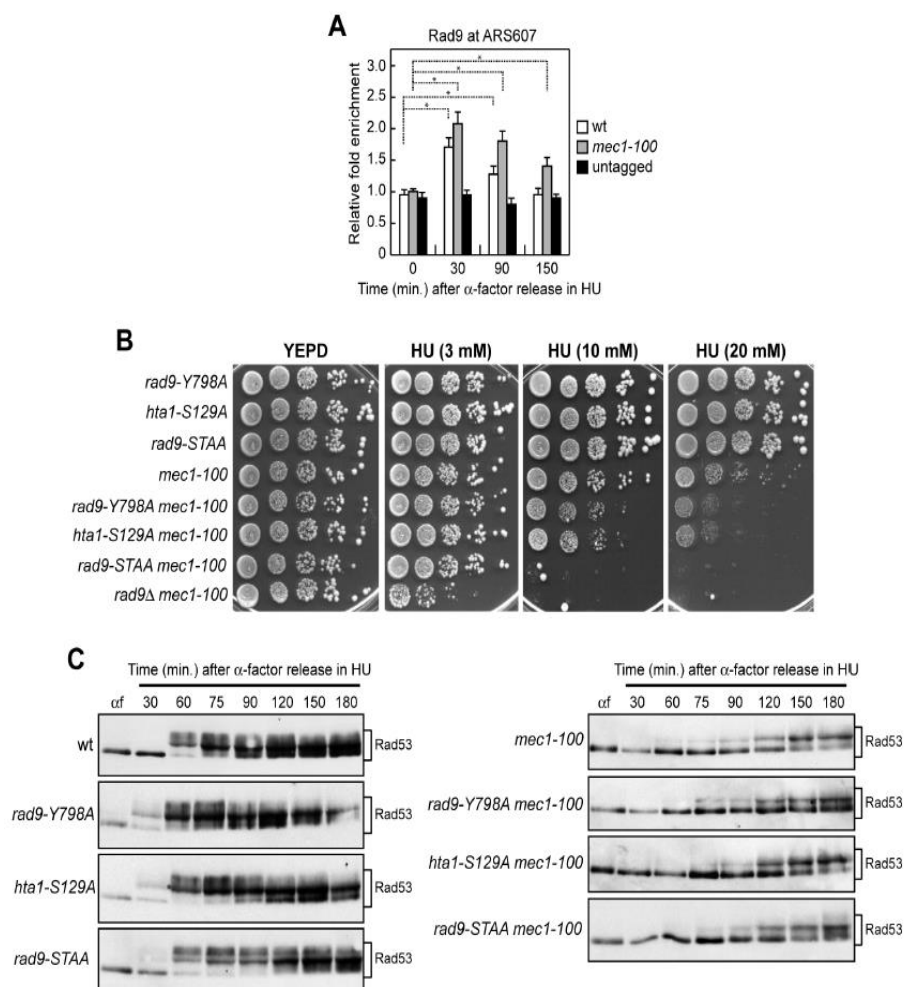 A
Rad9 at ARS607
Relative fold enrichment
3.0
2.5
2.0
1.5
1.0
0.5
0
* * * * *
wt
mec1-100
untagged
0 30 90 150
Time (min.) after α-factor release in HU
B
YEPD HU (3 mM) HU (10 mM) HU (20 mM)
rad9-Y798A
hta1-S129A
rad9-STAA
mec1-100
rad9-Y798A mec1-100
hta1-S129A mec1-100
rad9-STAA mec1-100
rad9Δ mec1-100
C
Time (min.) after α-factor release in HU
αf 30 60 75 90 120 150 180
wt Rad53
rad9-Y798A Rad53
hta1-S129A Rad53
rad9-STAA Rad53
Time (min.) after α-factor release in HU
αf 30 60 75 90 120 150 180
mec1-100 Rad53
rad9-Y798A mec1-100 Rad53
hta1-S129A mec1-100 Rad53
rad9-STAA mec1-100 Rad53